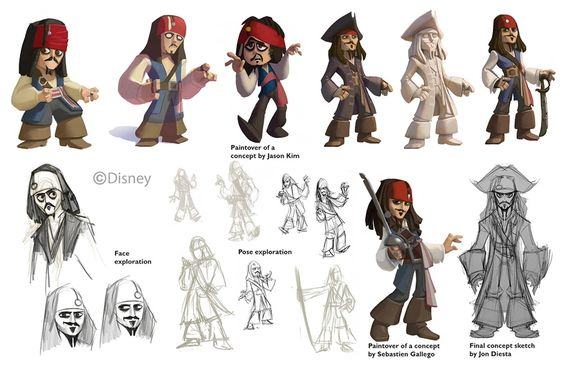 Paintover of a
concept by Jason Kim
©Disney
Face
exploration
Pose exploration
Paintover of a concept
by Sebastien Gallego
Final concept sketch
by Jon Diesta